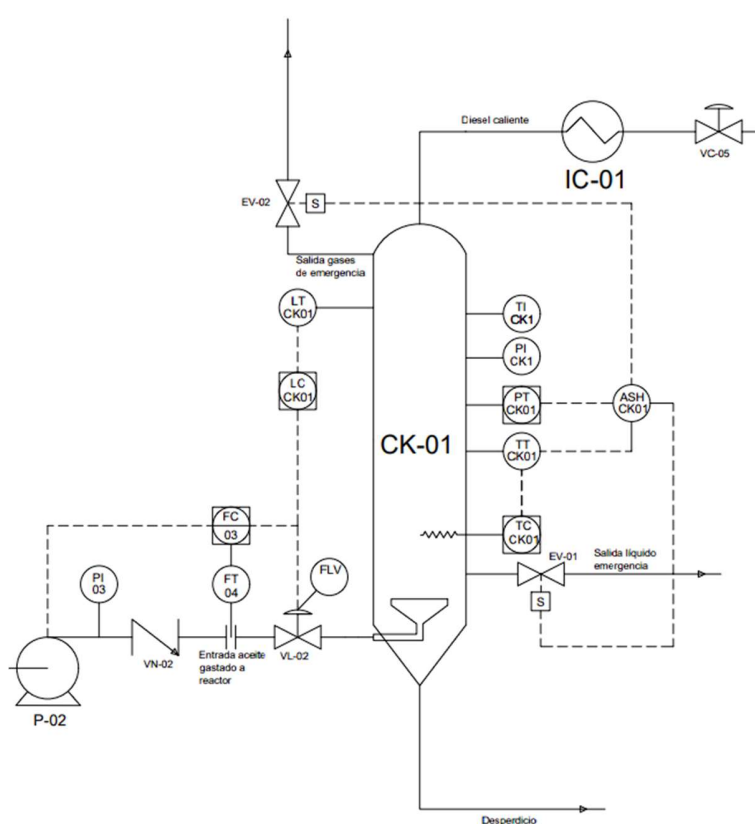 Diesel caliente
IC-01
VC-05
EV-02
S
Salida gases
de emergencia
LT
CK01
TI
CK1
PI
CK1
LC
CK01
PT
CK01
ASH
CK01
CK-01
TT
CK01
FC
03
TC
CK01
EV-01
Salida líquido
emergencia
S
PI
03
FT
04
FLV
VN-02
Entrada aceite
gastado a
reactor
VL-02
P-02
Desperdicio